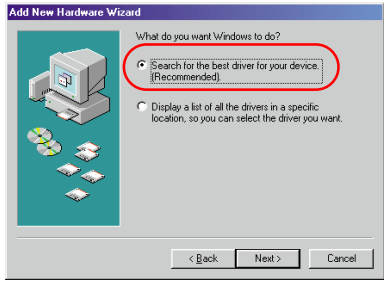 Add New Hardware Wizard
What do you want Windows to do?
Search for the best driver for your device.
(Recommended).
Display a list of all the drivers in a specific
location, so you can select the driver you want.
< Back
Next >
Cancel